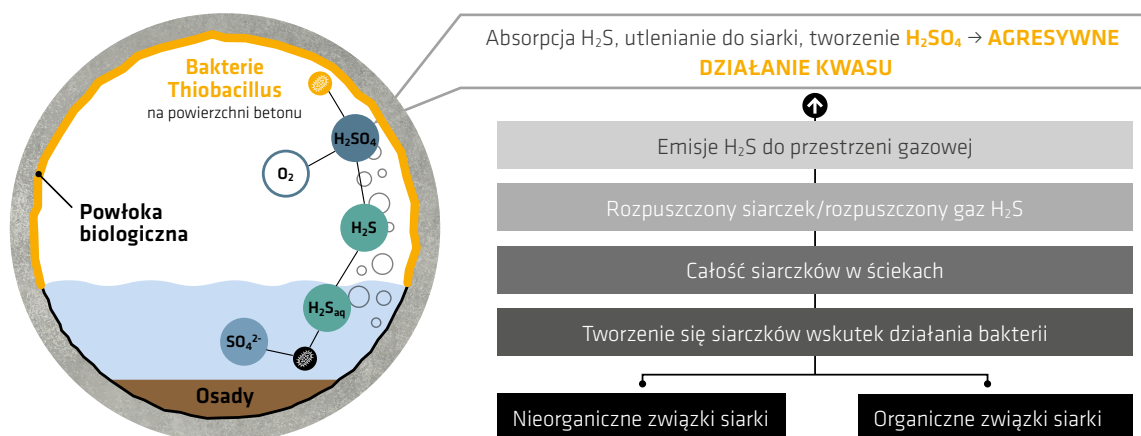 Absorpcja H₂S, utlenianie do siarki, tworzenie H₂SO₄ → AGRESYWNE
DZIAŁANIE KWASU
Bakterie
Thiobacillus
na powierzchni betonu
H₂SO₄
O₂
Powłoka
biologiczna
H₂S
H₂Saq
SO₄²⁻
Osady
Emisje H₂S do przestrzeni gazowej
Rozpuszczony siarczek/rozpuszczony gaz H₂S
Całość siarczków w ściekach
Tworzenie się siarczków wskutek działania bakterii
Nieorganiczne związki siarki
Organiczne związki siarki